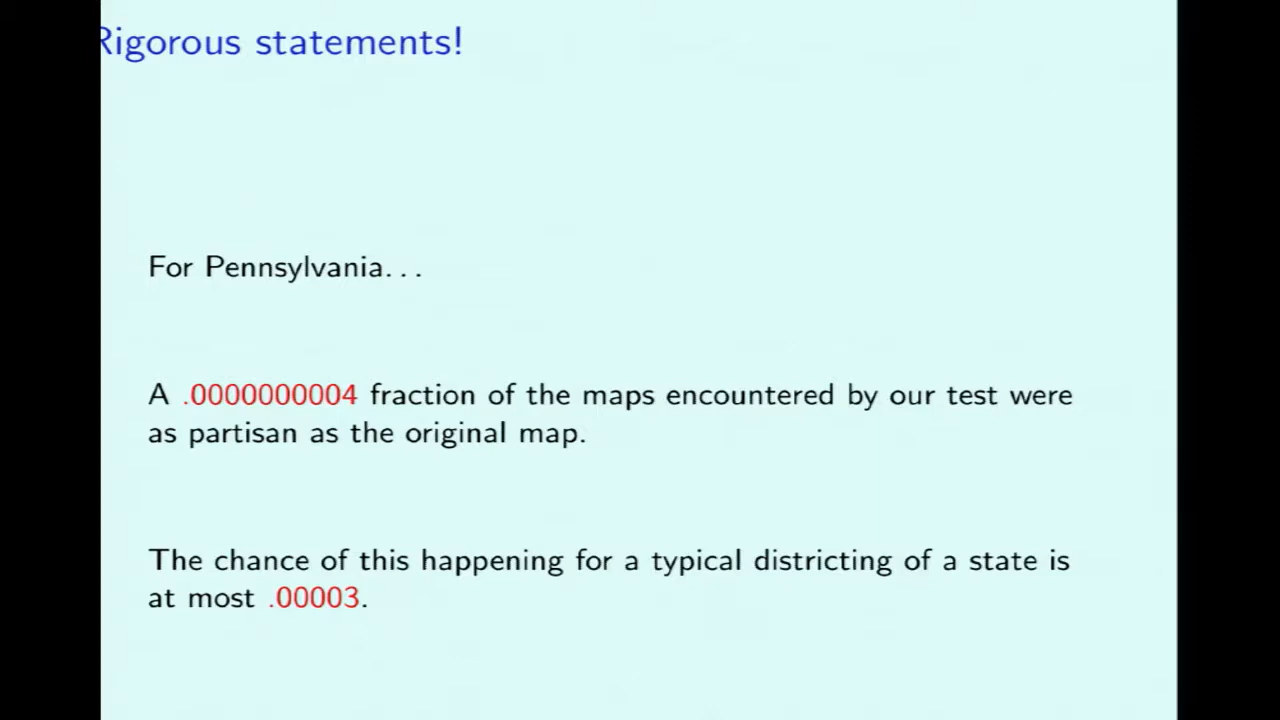 Rigorous statements!
For Pennsylvania. . .
A .0000000004 fraction of the maps encountered by our test were
as partisan as the original map.
The chance of this happening for a typical districting of a state is
at most .00003.